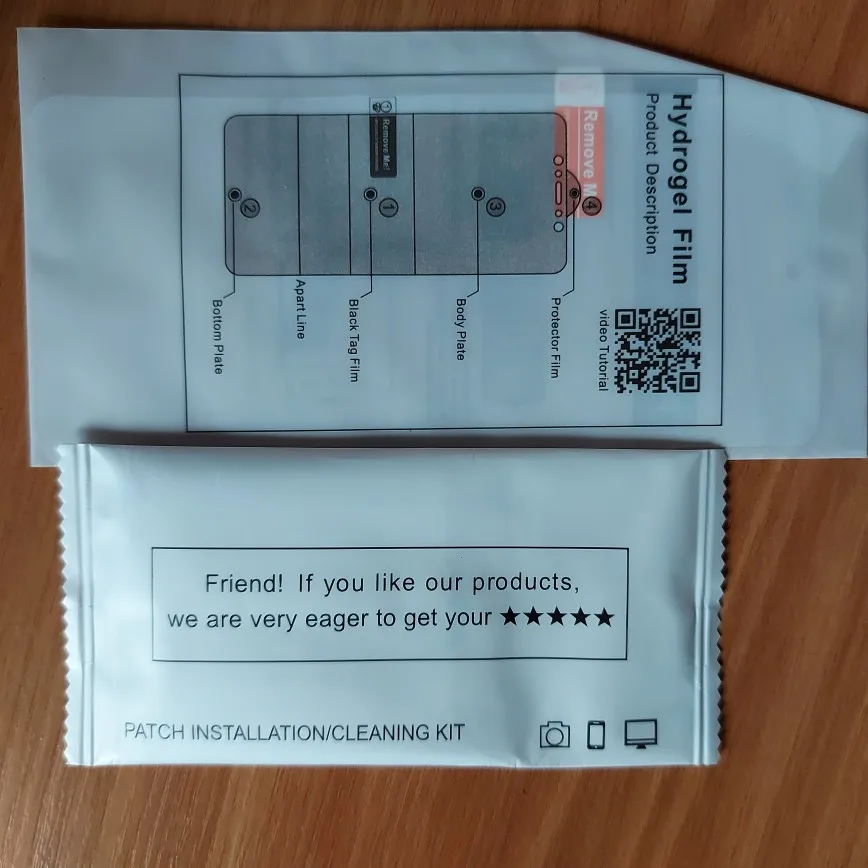 Hydrogel Film
Product Description
video Tutorial
Remove M
④
③
①
②
① Remove Me!
Protector Film
Body Plate
Black Tag Film
Apart Line
Bottom Plate
Friend! If you like our products,
we are very eager to get your ★★★★★
PATCH INSTALLATION/CLEANING KIT